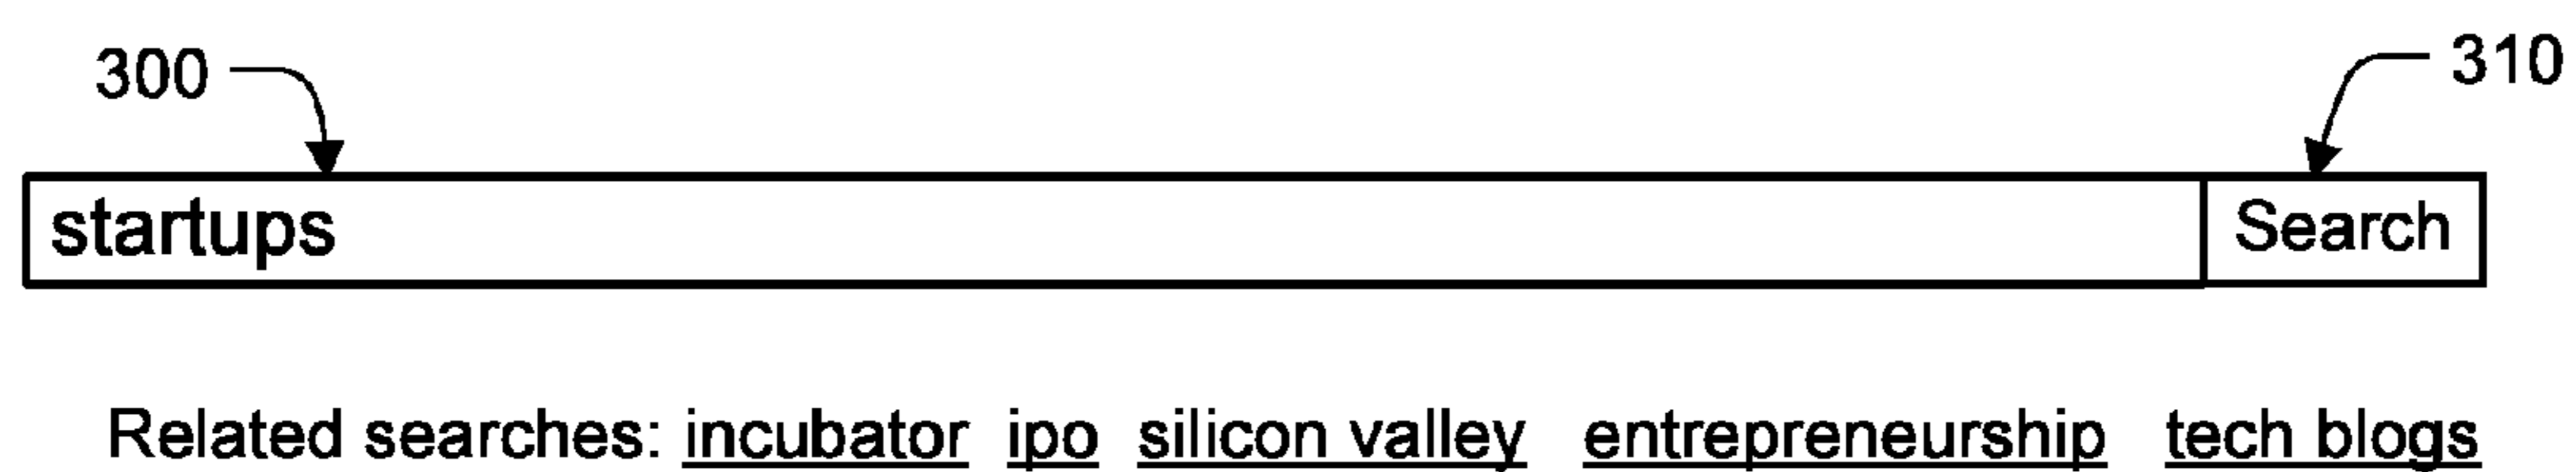 300 310
startups Search
Related searches: incubator ipo silicon valley entrepreneurship tech blogs